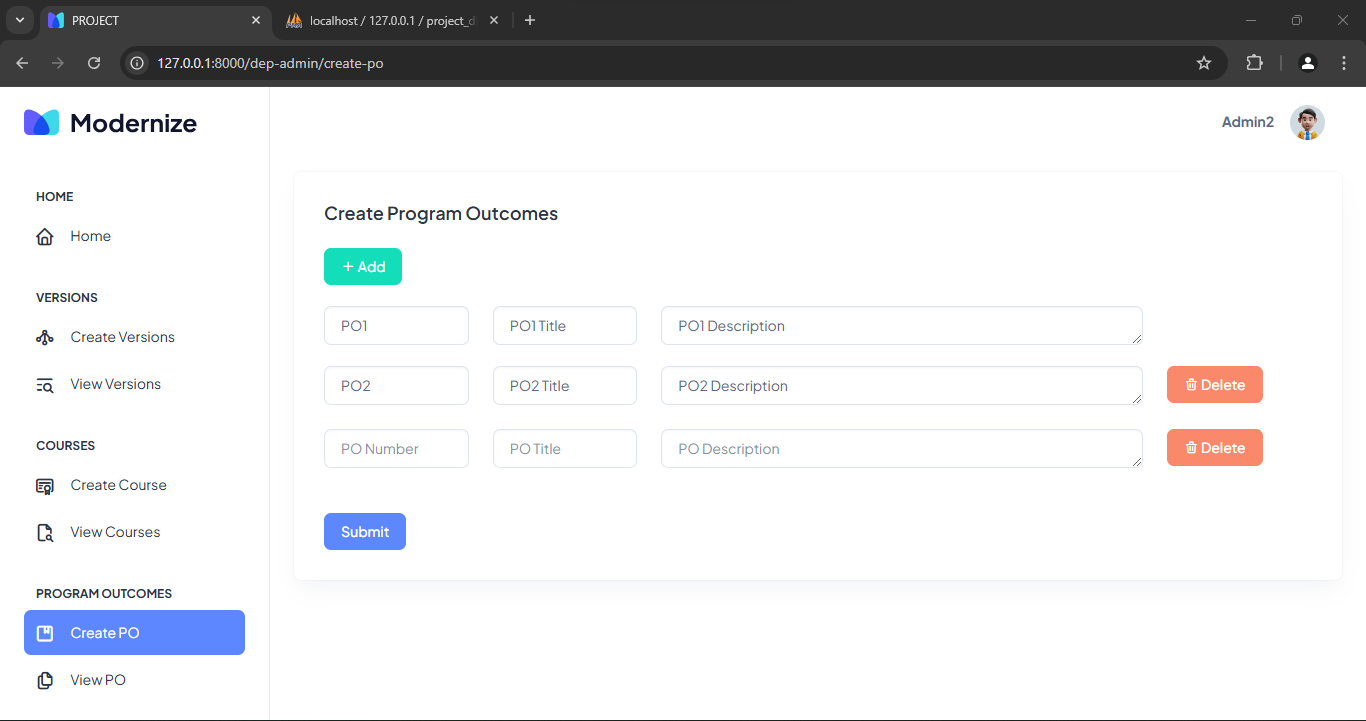 PROJECT
localhost / 127.0.0.1 / project_d
127.0.0.1:8000/dep-admin/create-po
Modernize
Admin2
HOME
Home
VERSIONS
Create Versions
View Versions
COURSES
Create Course
View Courses
PROGRAM OUTCOMES
Create PO
View PO
Create Program Outcomes
+ Add
PO1 PO1 Title PO1 Description
PO2 PO2 Title PO2 Description Delete
PO Number PO Title PO Description Delete
Submit